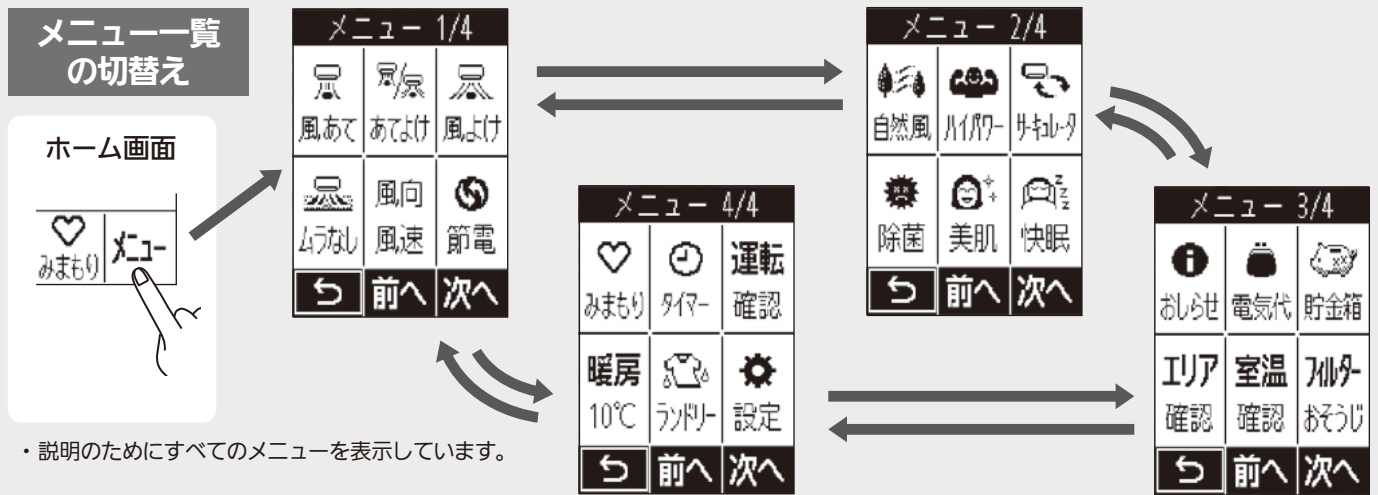 メニュー一覧
の切替え
ホーム画面
みまもり メニュー
メニュー 1/4
風あて あてよけ 風よけ
ムラなし 風向 風速 節電
前へ 次へ
メニュー 2/4
自然風 ハイパワー サーキュレータ
除菌 美肌 快眠
前へ 次へ
メニュー 3/4
おしらせ 電気代 貯金箱
エリア 室温 フィルター
確認 確認 おそうじ
前へ 次へ
メニュー 4/4
みまもり タイマー 運転
確認
暖房
10℃ ランドリー 設定
前へ 次へ
・説明のためにすべてのメニューを表示しています。